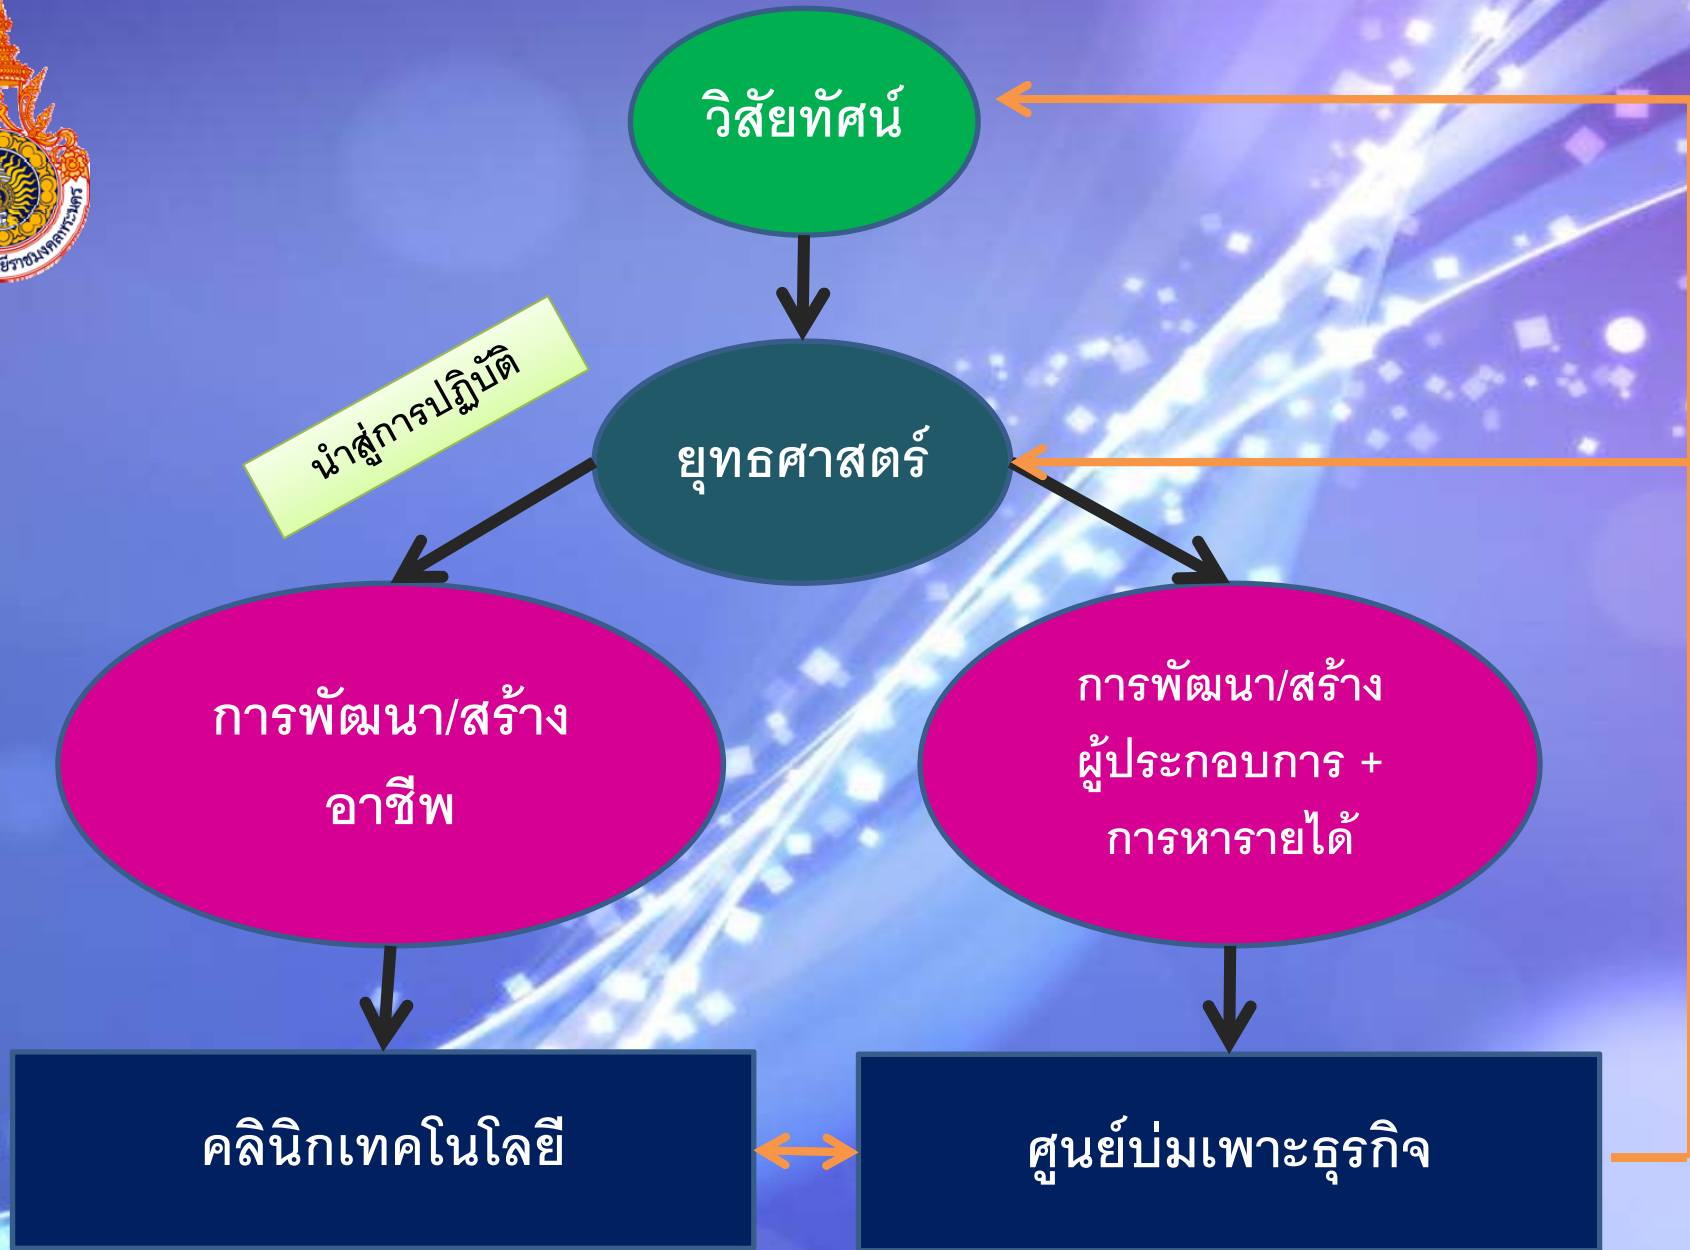 วิสัยทัศน์
นำสู่การปฏิบัติ
ยุทธศาสตร์
การพัฒนา/สร้าง
อาชีพ
การพัฒนา/สร้าง
ผู้ประกอบการ +
การหารายได้
คลินิกเทคโนโลยี
ศูนย์บ่มเพาะธุรกิจ